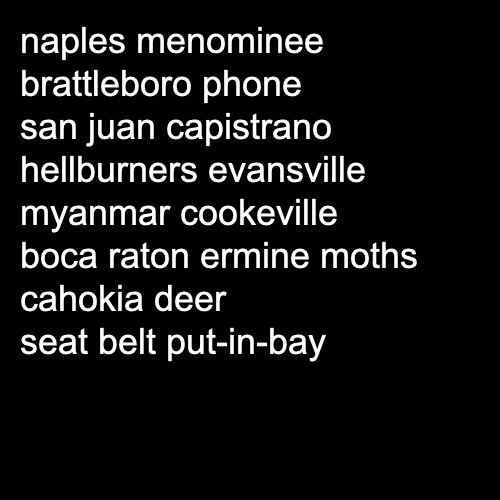 naples menominee
brattleboro phone
san juan capistrano
hellburners evansville
myanmar cookeville
boca raton ermine moths
cahokia deer
seat belt put-in-bay